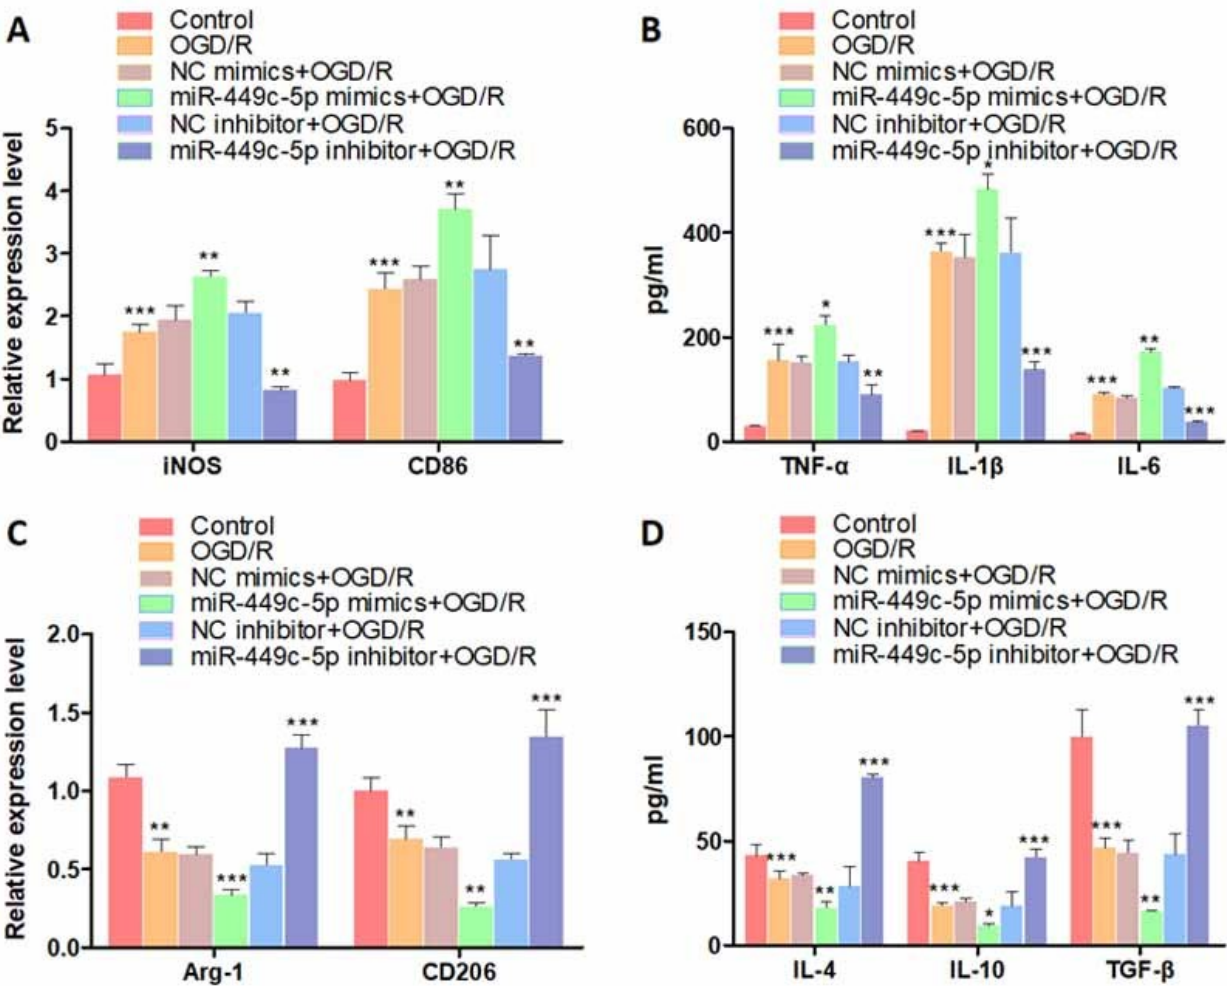 A
Control
OGD/R
NC mimics+OGD/R
miR-449c-5p mimics+OGD/R
NC inhibitor+OGD/R
miR-449c-5p inhibitor+OGD/R
Relative expression level
5
4
3
2
1
0
***
**
**
***
**
**
iNOS
CD86
B
Control
OGD/R
NC mimics+OGD/R
miR-449c-5p mimics+OGD/R
NC inhibitor+OGD/R
miR-449c-5p inhibitor+OGD/R
pg/ml
600
400
200
0
***
*
**
***
*
***
***
**
***
TNF-α
IL-1β
IL-6
C
Control
OGD/R
NC mimics+OGD/R
miR-449c-5p mimics+OGD/R
NC inhibitor+OGD/R
miR-449c-5p inhibitor+OGD/R
Relative expression level
2.0
1.5
1.0
0.5
0.0
**
***
***
**
**
***
Arg-1
CD206
D
Control
OGD/R
NC mimics+OGD/R
miR-449c-5p mimics+OGD/R
NC inhibitor+OGD/R
miR-449c-5p inhibitor+OGD/R
pg/ml
150
100
50
0
***
**
***
***
*
***
***
**
***
IL-4
IL-10
TGF-β